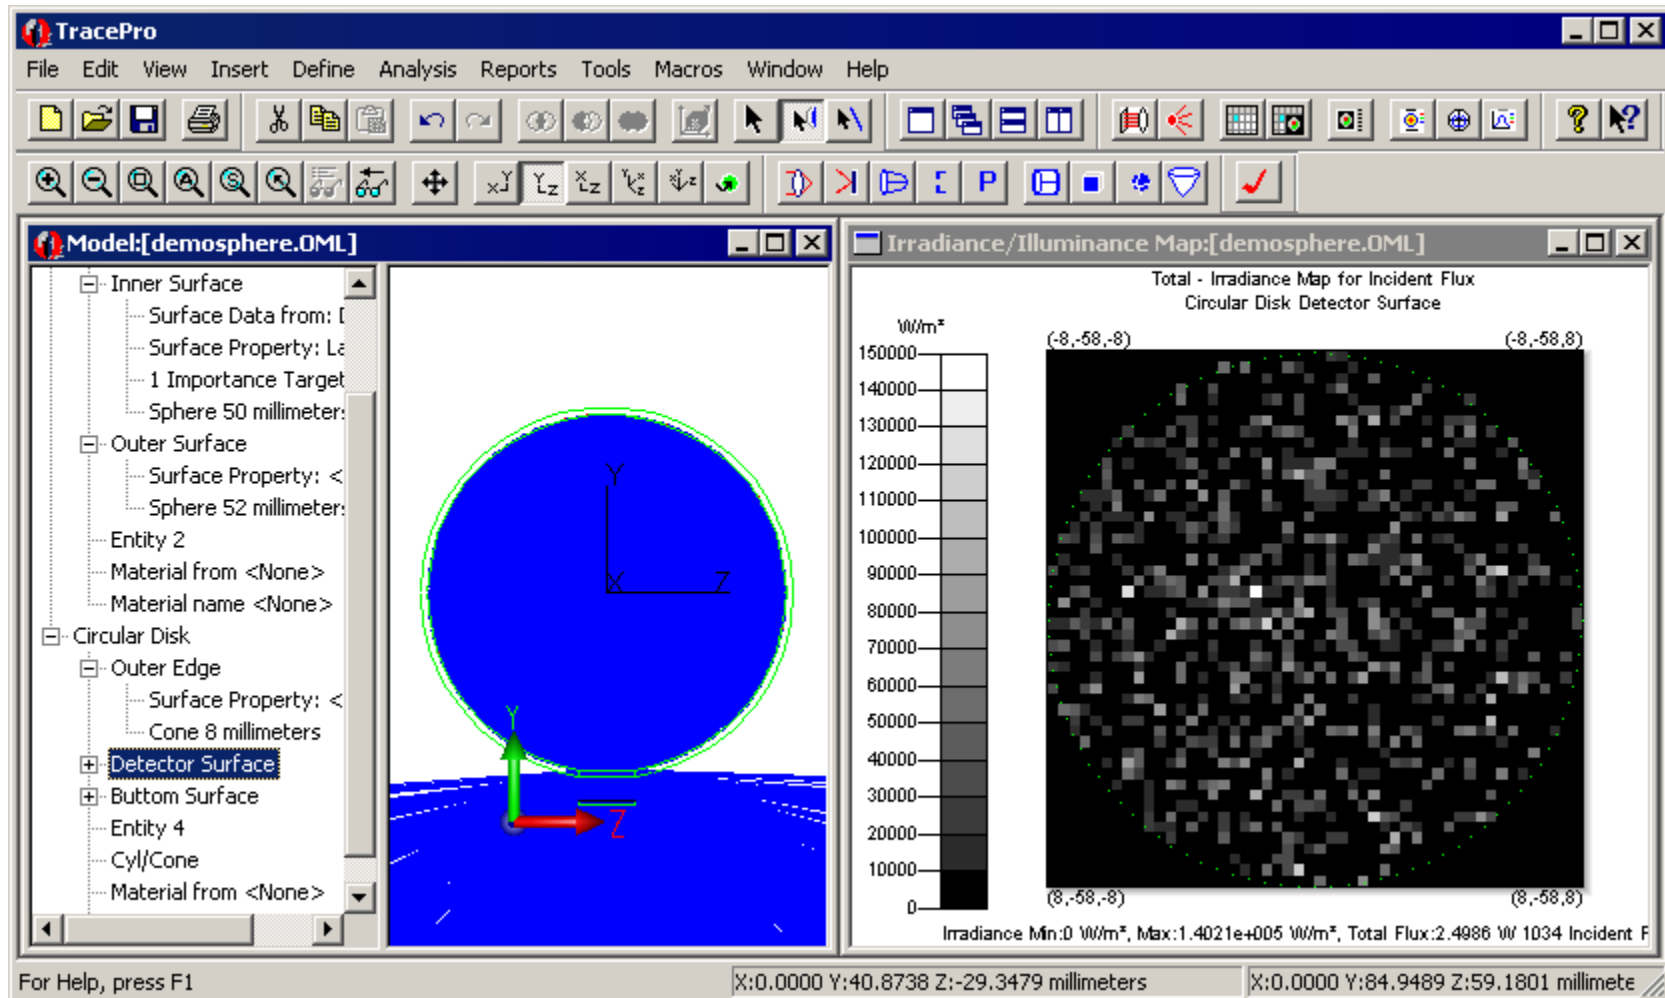 TracePro
File Edit View Insert Define Analysis Reports Tools Macros Window Help
P
Model:[demosphere.OML]
Inner Surface
Surface Data from:
Surface Property: La
1 Importance Target
Sphere 50 millimeter
Outer Surface
Surface Property: <
Sphere 52 millimeter
Entity 2
Material from <None>
Material name <None>
Circular Disk
Outer Edge
Surface Property: <
Cone 8 millimeters
Detector Surface
Buttom Surface
Entity 4
Cyl/Cone
Material from <None>
Y
X Z
Y
Z
Irradiance/Illuminance Map:[demosphere.OML]
Total - Irradiance Map for Incident Flux
Circular Disk Detector Surface
W/m²
(-8,-58,-8) (-8,-58,8)
150000
140000
130000
120000
110000
100000
90000
80000
70000
60000
50000
40000
30000
20000
10000
0
(8,-58,-8) (8,-58,8)
Irradiance Min:0 W/m², Max:1.4021e+005 W/m², Total Flux:2.4986 W 1034 Incident F
For Help, press F1
X:0.0000 Y:40.8738 Z:-29.3479 millimeters
X:0.0000 Y:84.9489 Z:59.1801 millimete